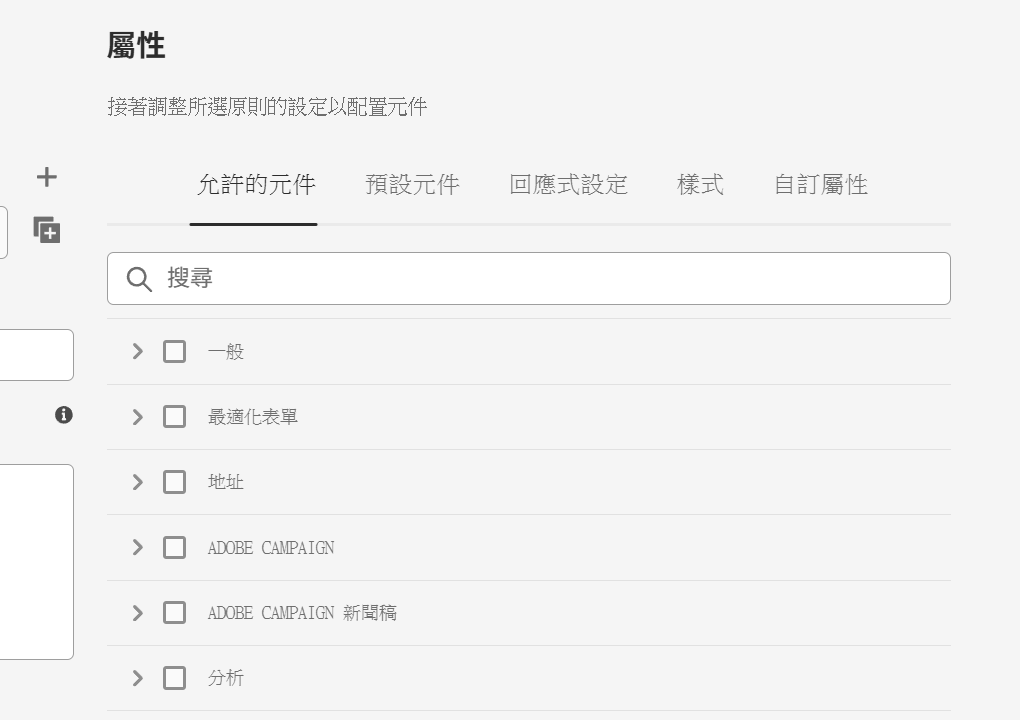 屬性
接著調整所選原則的設定以配置元件
允許的元件 預設元件 回應式設定 樣式 自訂屬性
搜尋
一般
最適化表單
地址
ADOBE CAMPAIGN
ADOBE CAMPAIGN 新聞稿
分析